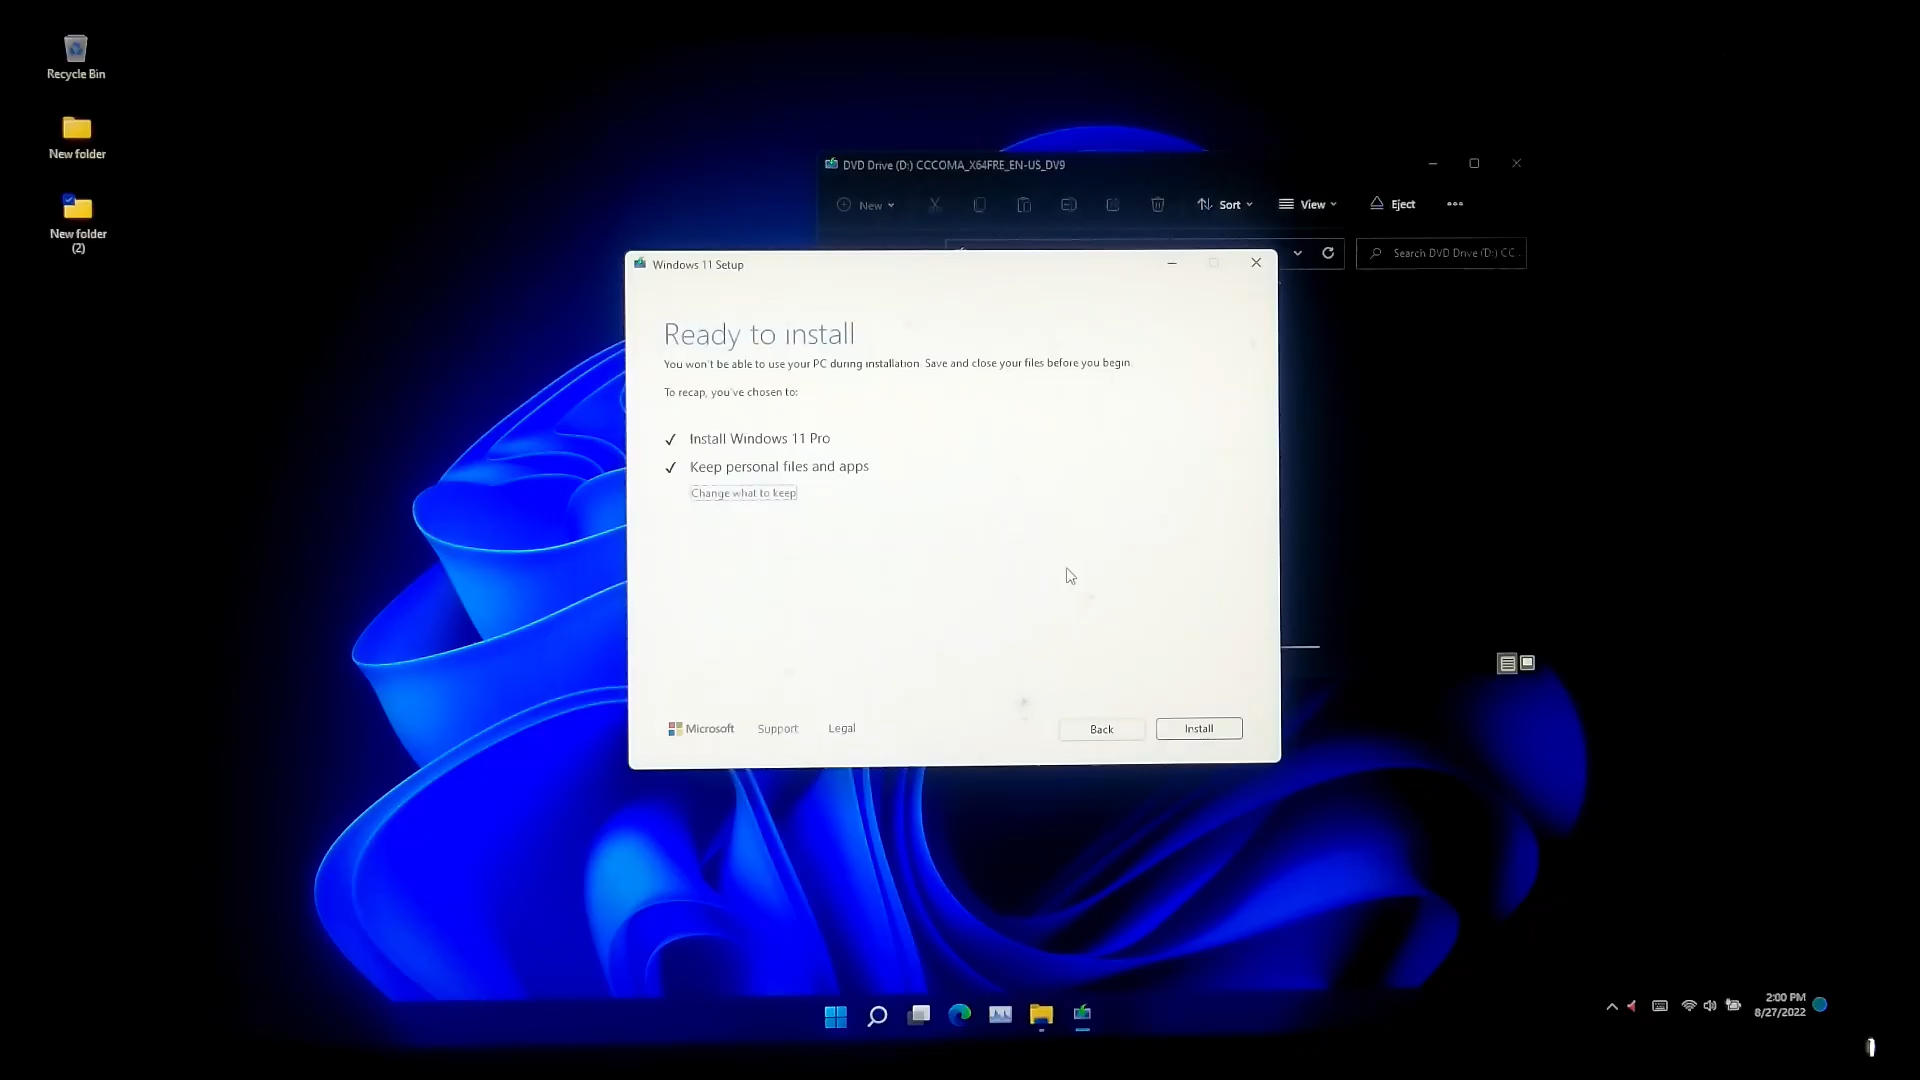 Recycle Bin
New folder
New folder
(2)
DVD Drive (D:) CCCOMA_X64FRE_EN-US_DV9
New
Sort
View
Eject
Search DVD Drive (D:) CC
Windows 11 Setup
Ready to install
You won't be able to use your PC during installation. Save and close your files before you begin.
To recap, you've chosen to:
✓ Install Windows 11 Pro
✓ Keep personal files and apps
Change what to keep
Microsoft
Support
Legal
Back
Install
2:00 PM
8/27/2022